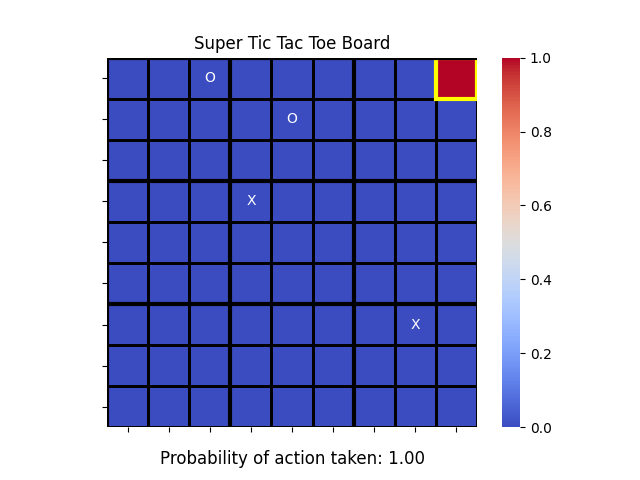 Super Tic Tac Toe Board
O
O
X
X
1.0
0.8
0.6
0.4
0.2
0.0
Probability of action taken: 1.00